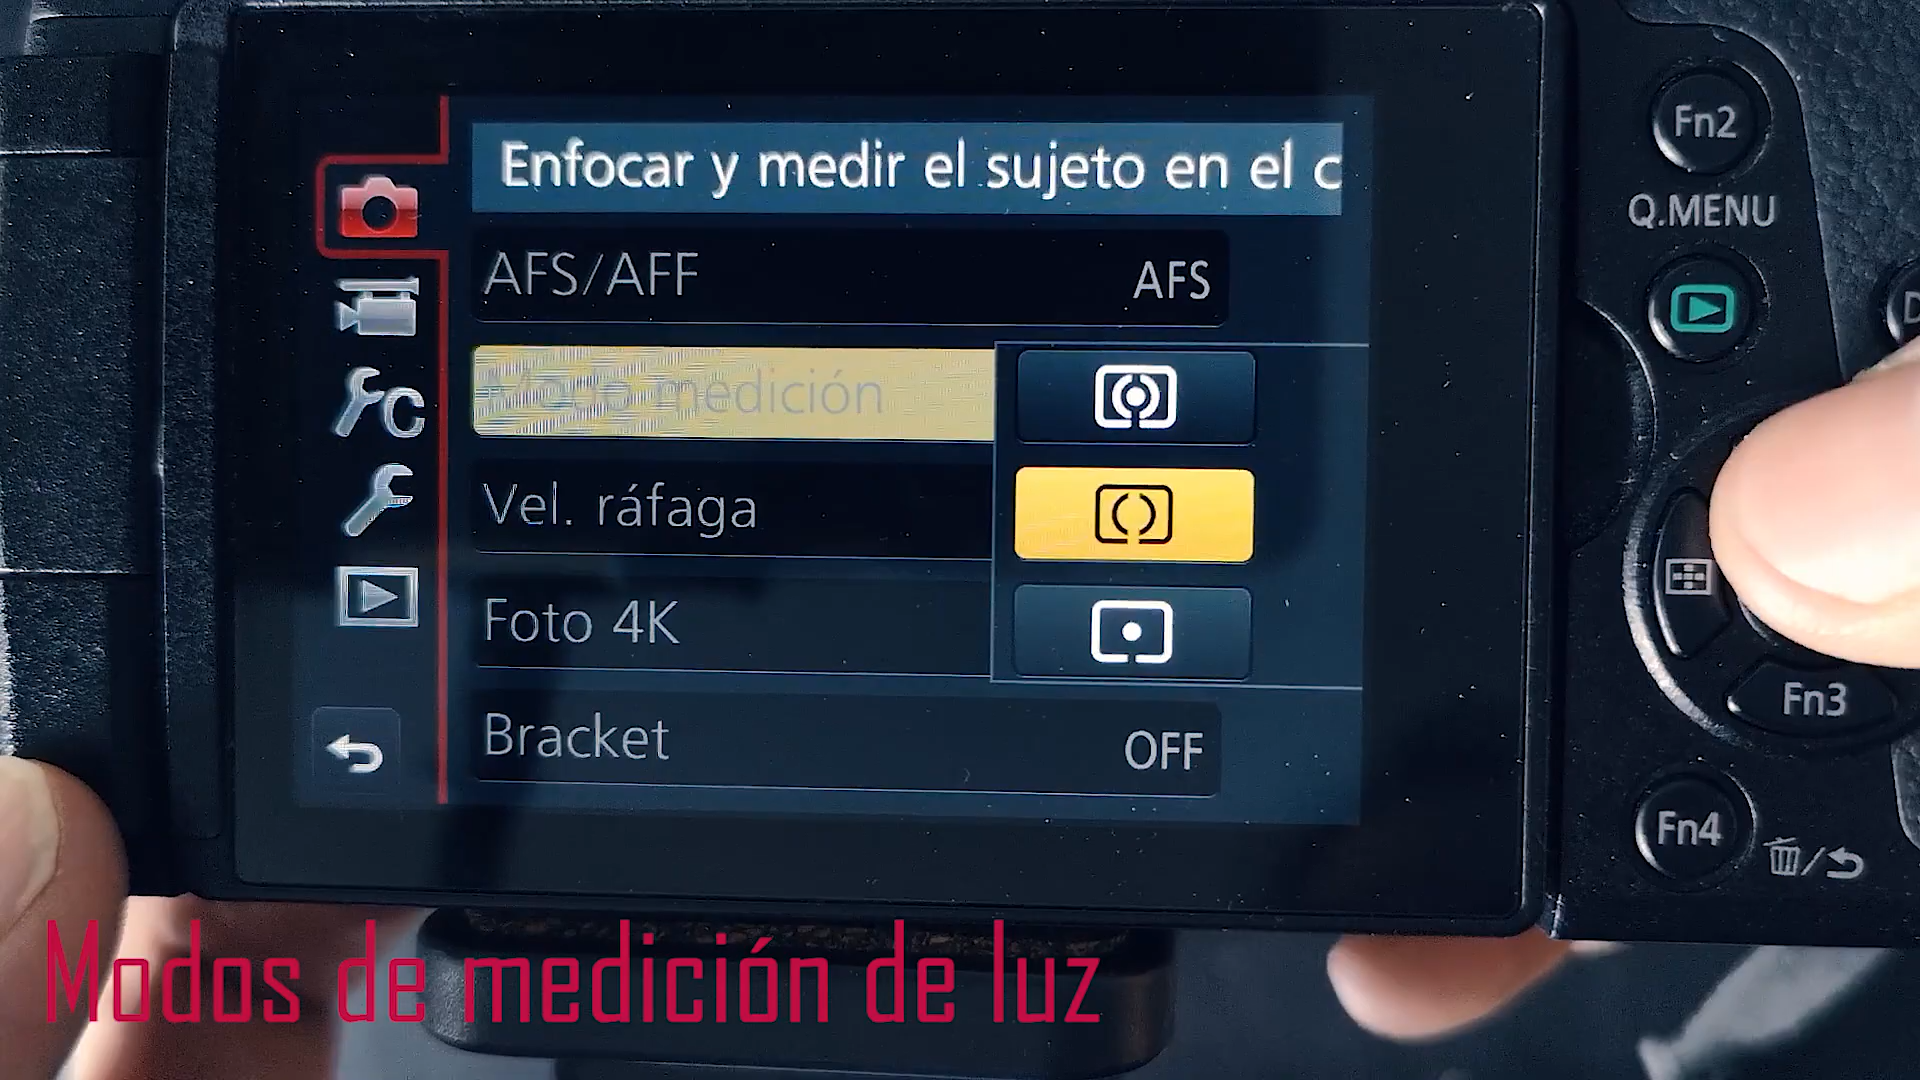 Enfocar y medir el sujeto en el c
AFS/AFF AFS
Modo medición
Vel. ráfaga
Foto 4K
Bracket OFF
C
Fn2
Q.MENU
D
Fn3
Fn4
Modos de medición de luz